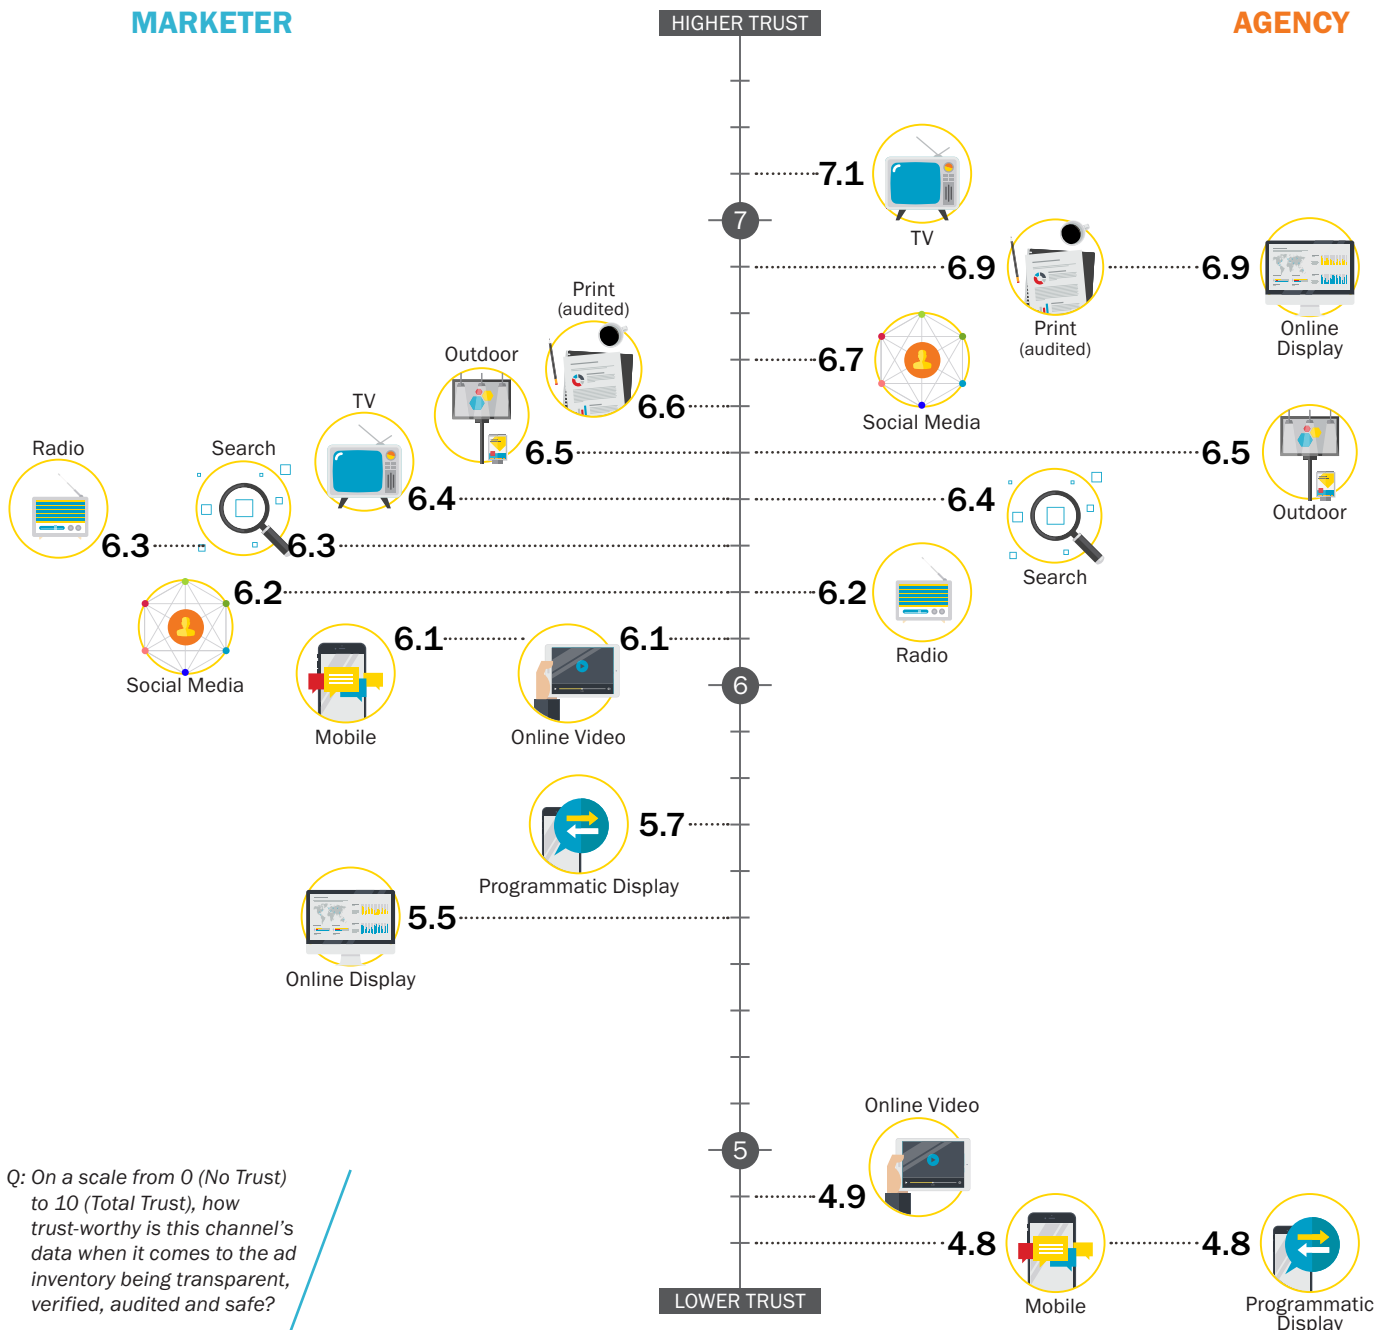 MARKETER
HIGHER TRUST
AGENCY
7.1
TV
7
6.9
Print
(audited)
6.9
Online
Display
Print
(audited)
6.6
6.7
Social Media
Outdoor
6.5
6.5
Outdoor
TV
6.4
6.4
Search
Radio
6.3
Search
6.3
6.2
Social Media
6.2
Radio
6.1
Mobile
6.1
Online Video
6
5.7
Programmatic Display
5.5
Online Display
Online Video
5
4.9
4.8
Mobile
4.8
Programmatic
Display
Q: On a scale from 0 (No Trust)
to 10 (Total Trust), how
trust-worthy is this channel's
data when it comes to the ad
inventory being transparent,
verified, audited and safe?
LOWER TRUST